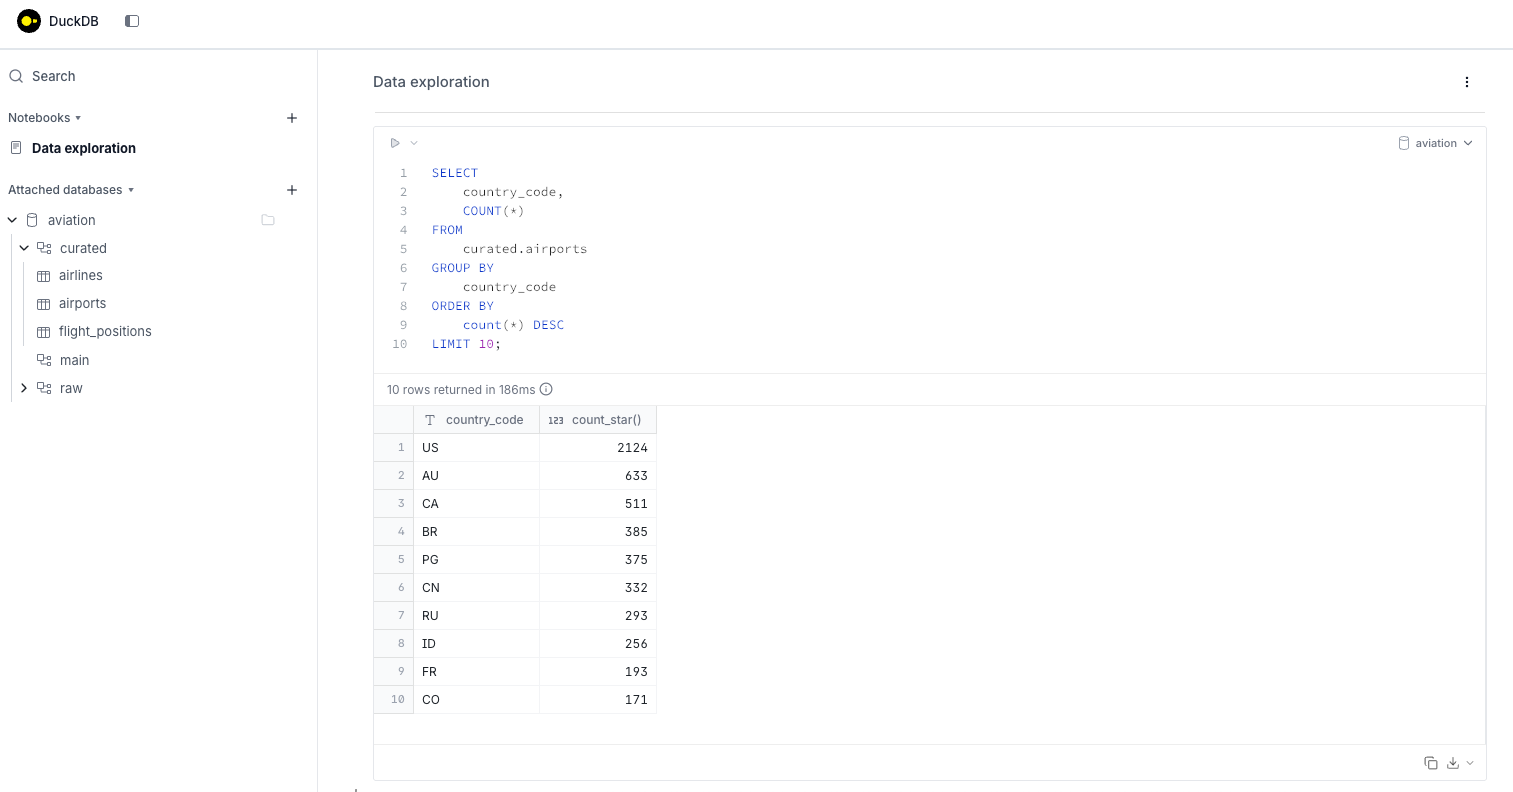 DuckDB
Search
Notebooks
Data exploration
Attached databases
aviation
curated
airlines
airports
flight_positions
main
raw
Data exploration
aviation
1 SELECT
2 country_code,
3 COUNT(*)
4 FROM
5 curated.airports
6 GROUP BY
7 country_code
8 ORDER BY
9 count(*) DESC
10 LIMIT 10;
10 rows returned in 186ms
T country_code 123 count_star()
1 US 2124
2 AU 633
3 CA 511
4 BR 385
5 PG 375
6 CN 332
7 RU 293
8 ID 256
9 FR 193
10 CO 171